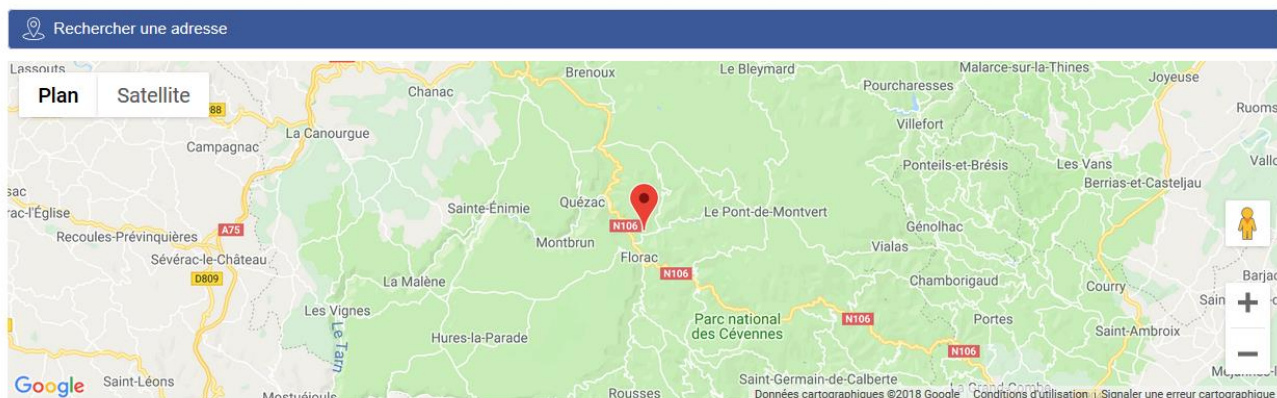 Rechercher une adresse
Lassouts
Plan Satellite
88
Chanac
Brenoux
Le Bleymard
Malarce-sur-la-Thines
Joyeuse
Pourcharesses
Ruoms
La Canourgue
Campagnac
Villefort
Ponteils-et-Brésis
Les Vans
Vallo
Berrias-et-Casteljau
sac
rac-l'Église
Sainte-Énimie
Quézac
Le Pont-de-Montvert
A75
N106
Génolhac
Recoules-Prévinquières
Montbrun
Florac
Vialas
Sévérac-le-Château
D809
La Malène
N106
Chamborigaud
Courry
Barjac
Les Vignes
Le Tarn
Parc national
des Cévennes
N106
Portes
Saint-Ambroix
Hures-la-Parade
N106
Google
Saint-Léons
Mostuéjouls
Rousses
Saint-Germain-de-Calberte
La Grand-Combe
Données cartographiques ©2018 Google Conditions d'utilisation Signaler une erreur cartographique